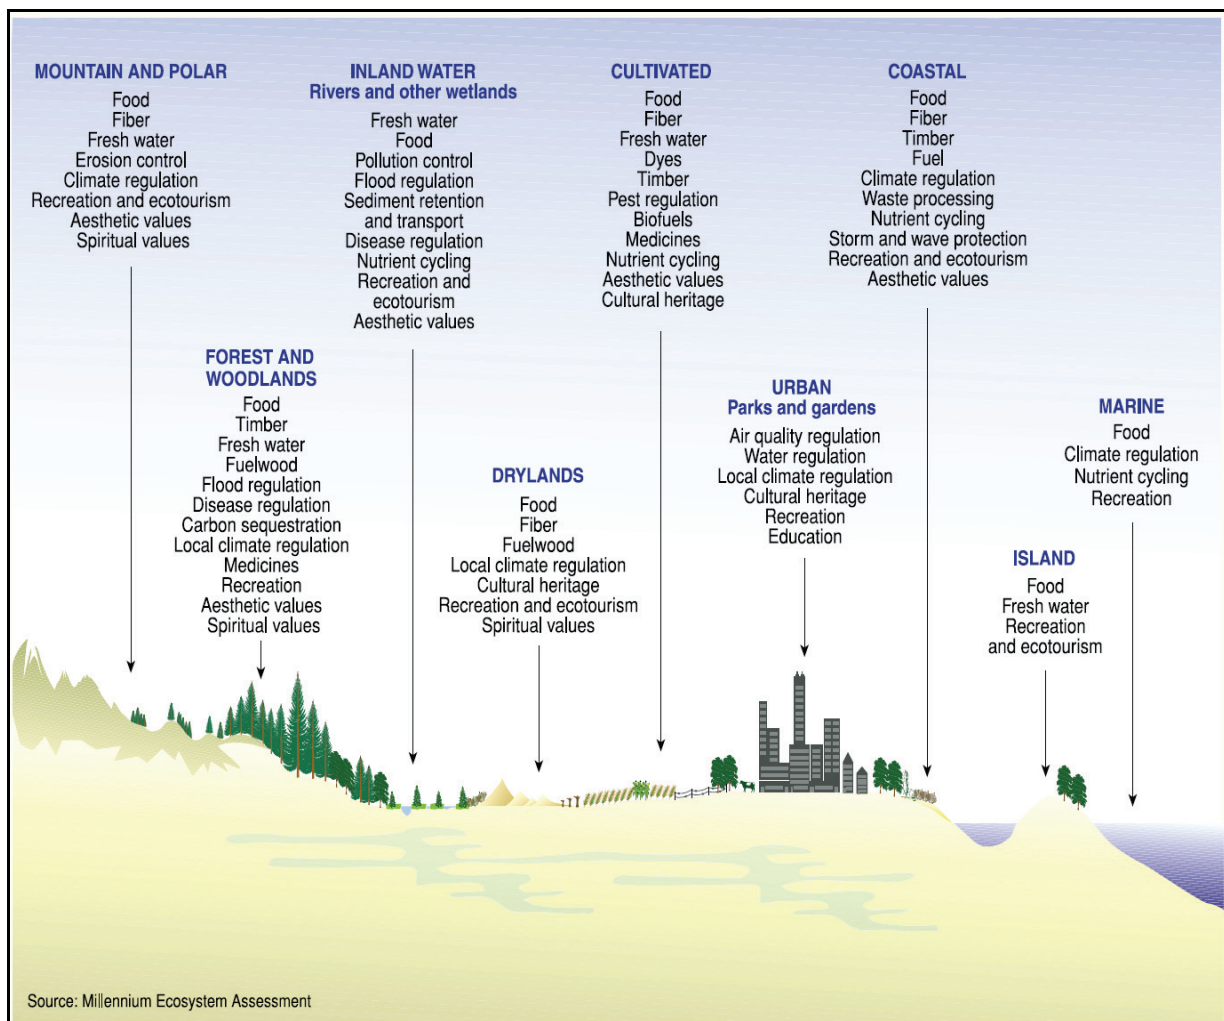 MOUNTAIN AND POLAR
Food
Fiber
Fresh water
Erosion control
Climate regulation
Recreation and ecotourism
Aesthetic values
Spiritual values
INLAND WATER
Rivers and other wetlands
Fresh water
Food
Pollution control
Flood regulation
Sediment retention
and transport
Disease regulation
Nutrient cycling
Recreation and
ecotourism
Aesthetic values
CULTIVATED
Food
Fiber
Fresh water
Dyes
Timber
Pest regulation
Biofuels
Medicines
Nutrient cycling
Aesthetic values
Cultural heritage
COASTAL
Food
Fiber
Timber
Fuel
Climate regulation
Waste processing
Nutrient cycling
Storm and wave protection
Recreation and ecotourism
Aesthetic values
FOREST AND
WOODLANDS
Food
Timber
Fresh water
Fuelwood
Flood regulation
Disease regulation
Carbon sequestration
Local climate regulation
Medicines
Recreation
Aesthetic values
Spiritual values
DRYLANDS
Food
Fiber
Fuelwood
Local climate regulation
Cultural heritage
Recreation and ecotourism
Spiritual values
URBAN
Parks and gardens
Air quality regulation
Water regulation
Local climate regulation
Cultural heritage
Recreation
Education
MARINE
Food
Climate regulation
Nutrient cycling
Recreation
ISLAND
Food
Fresh water
Recreation
and ecotourism
Source: Millennium Ecosystem Assessment